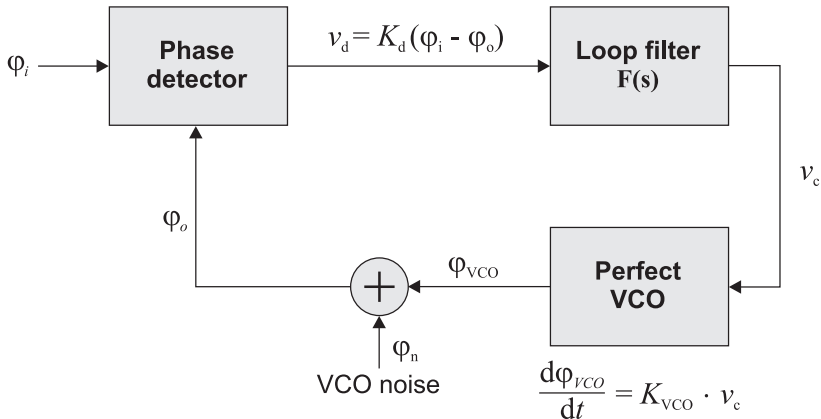 φi
Phase
detector
vd = Kd (φi - φo)
Loop filter
F(s)
vc
φo
+
φVCO
Perfect
VCO
φn
VCO noise
dφVCO
dt
= KVCO · vc